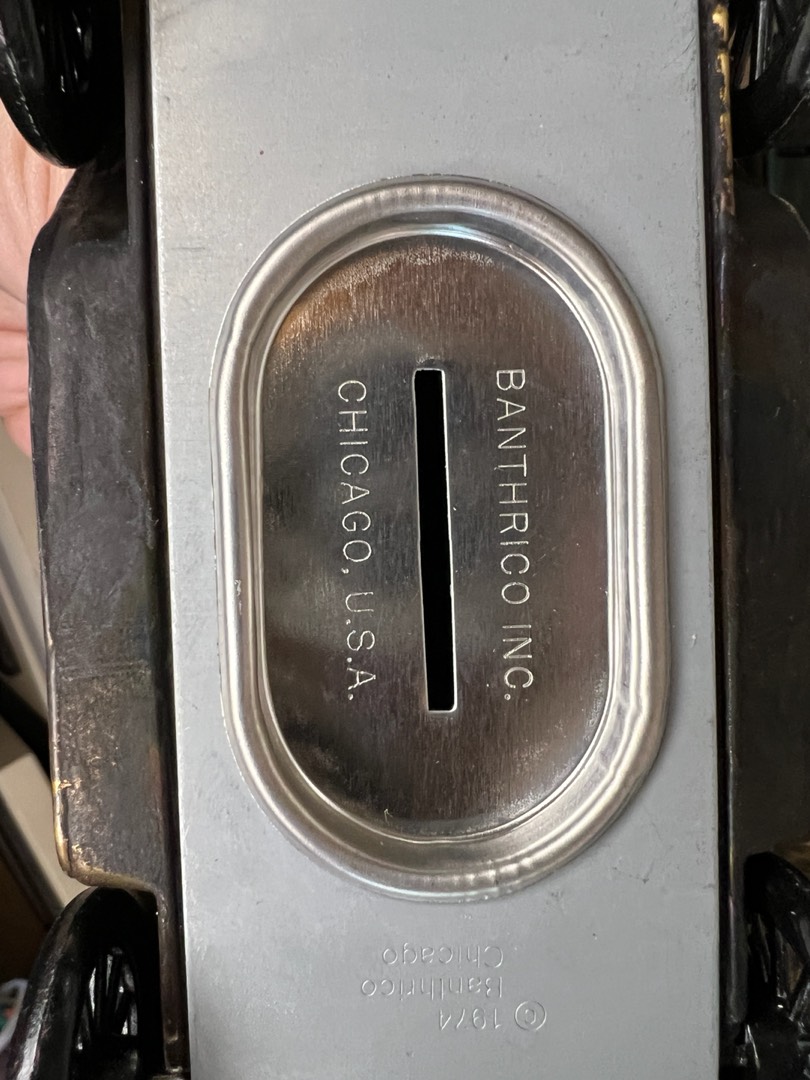 BANTHRICO INC.
CHICAGO, U.S.A.
© 1974
Banthrico
Chicago